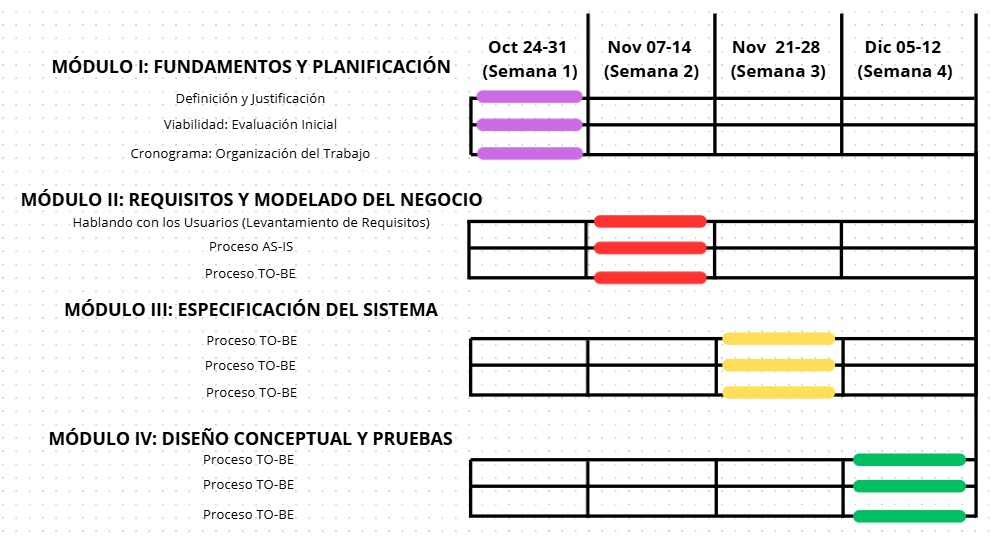 Oct 24-31 Nov 07-14 Nov 21-28 Dic 05-12
(Semana 1) (Semana 2) (Semana 3) (Semana 4)
MÓDULO I: FUNDAMENTOS Y PLANIFICACIÓN
Definición y Justificación
Viabilidad: Evaluación Inicial
Cronograma: Organización del Trabajo
MÓDULO II: REQUISITOS Y MODELADO DEL NEGOCIO
Hablando con los Usuarios (Levantamiento de Requisitos)
Proceso AS-IS
Proceso TO-BE
MÓDULO III: ESPECIFICACIÓN DEL SISTEMA
Proceso TO-BE
Proceso TO-BE
Proceso TO-BE
MÓDULO IV: DISEÑO CONCEPTUAL Y PRUEBAS
Proceso TO-BE
Proceso TO-BE
Proceso TO-BE